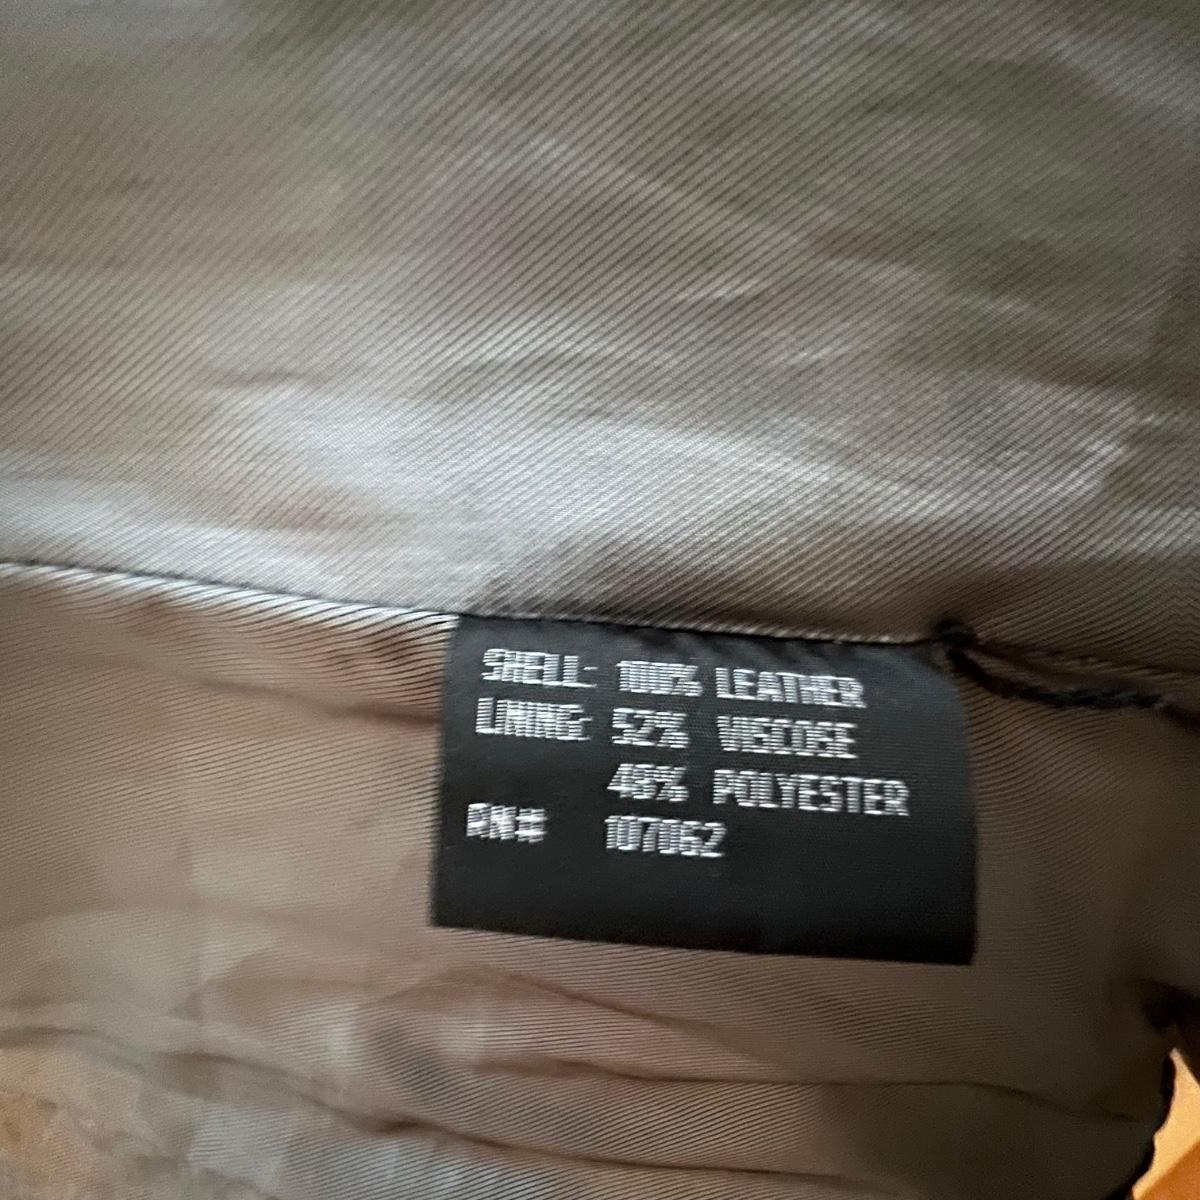 SHELL: 100% LEATHER
LINING: 52% VISCOSE
48% POLYESTER
RN# 107062